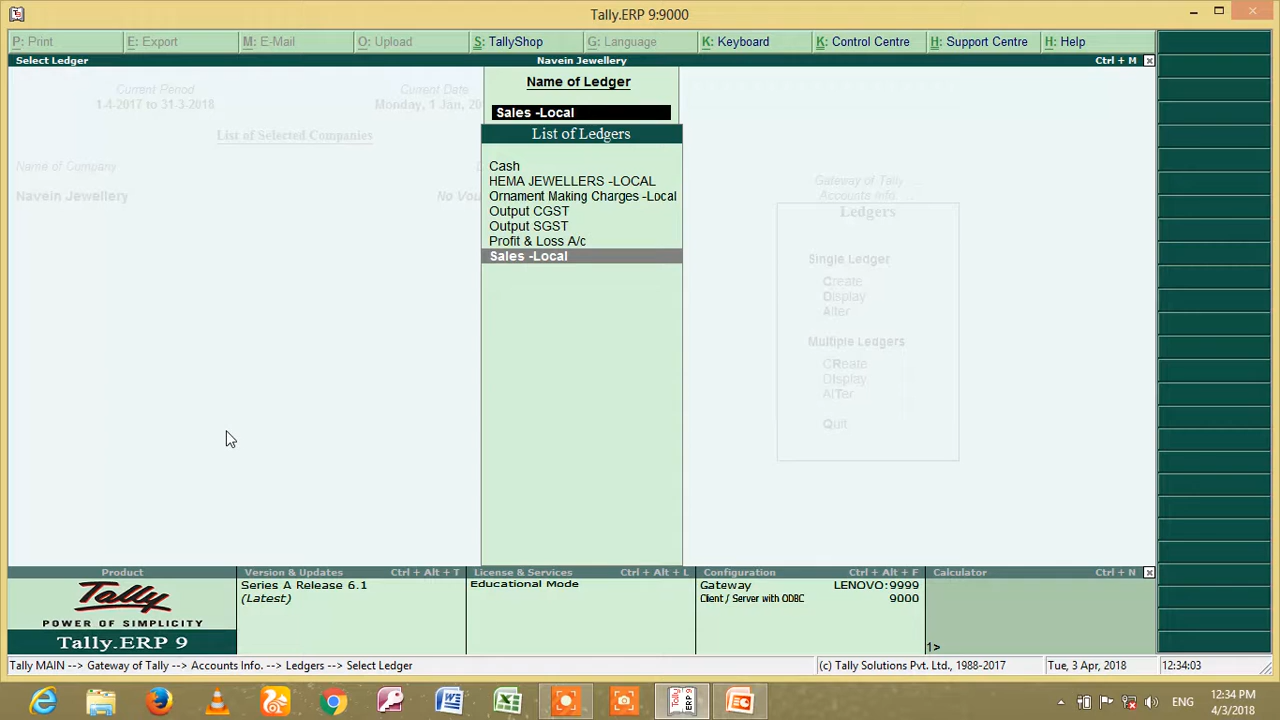 Tally.ERP 9:9000
P: Print
E: Export
M: E-Mail
O: Upload
S: TallyShop
G: Language
K: Keyboard
K: Control Centre
H: Support Centre
H: Help
Select Ledger
Navein Jewellery
Ctrl + M
Current Period
1-4-2017 to 31-3-2018
Current Date
Monday, 1 Jan, 20
List of Selected Companies
Name of Company
Navein Jewellery
No Vou
Name of Ledger
Sales -Local
List of Ledgers
Cash
HEMA JEWELLERS -LOCAL
Ornament Making Charges -Local
Output CGST
Output SGST
Profit & Loss A/c
Sales -Local
Gateway of Tally ...
Accounts Info. ...
Ledgers
Single Ledger
Create
Display
Alter
Multiple Ledgers
CReate
DIsplay
AlTer
Quit
Product
Tally
POWER OF SIMPLICITY
Tally.ERP 9
Version & Updates Ctrl + Alt + T
Series A Release 6.1
(Latest)
License & Services Ctrl + Alt + L
Educational Mode
Configuration Ctrl + Alt + F
Gateway LENOVO:9999
Client / Server with ODBC 9000
Calculator Ctrl + N
1>
Tally MAIN --> Gateway of Tally --> Accounts Info. --> Ledgers --> Select Ledger
(c) Tally Solutions Pvt. Ltd., 1988-2017
Tue, 3 Apr, 2018
12:34:03
ENG
12:34 PM
4/3/2018